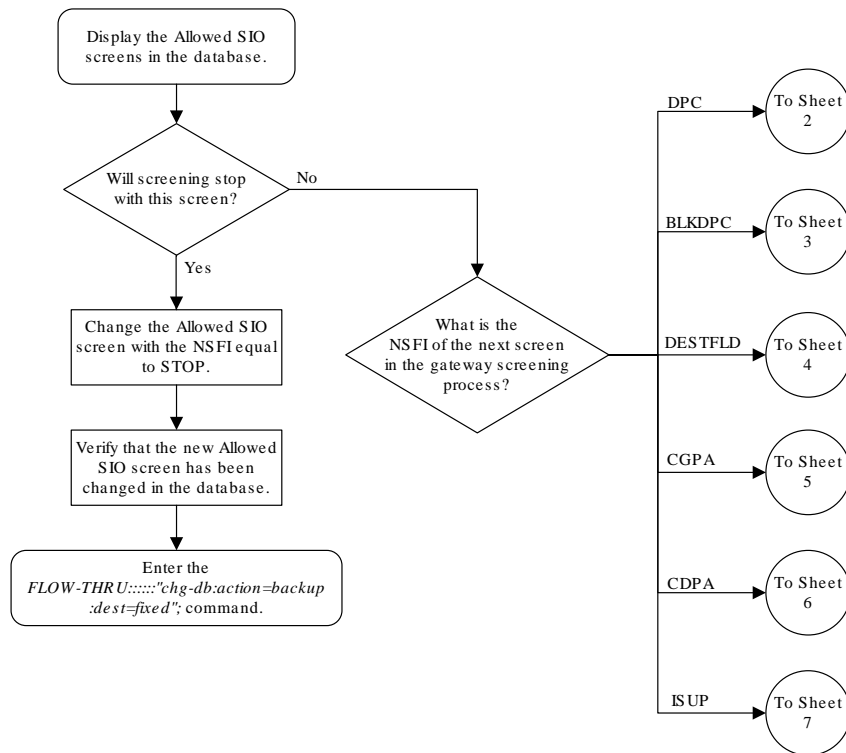 Display the Allowed SIO
screens in the database.
Will screening stop
with this screen?
No
Yes
Change the Allowed SIO
screen with the NSFI equal
to STOP.
Verify that the new Allowed
SIO screen has been
changed in the database.
Enter the
FLOW-THRU::::::"chg-db:action=backup
:dest=fixed"; command.
What is the
NSFI of the next screen
in the gateway screening
process?
DPC
To Sheet
2
BLKDPC
To Sheet
3
DESTFLD
To Sheet
4
CGPA
To Sheet
5
CDPA
To Sheet
6
ISUP
To Sheet
7